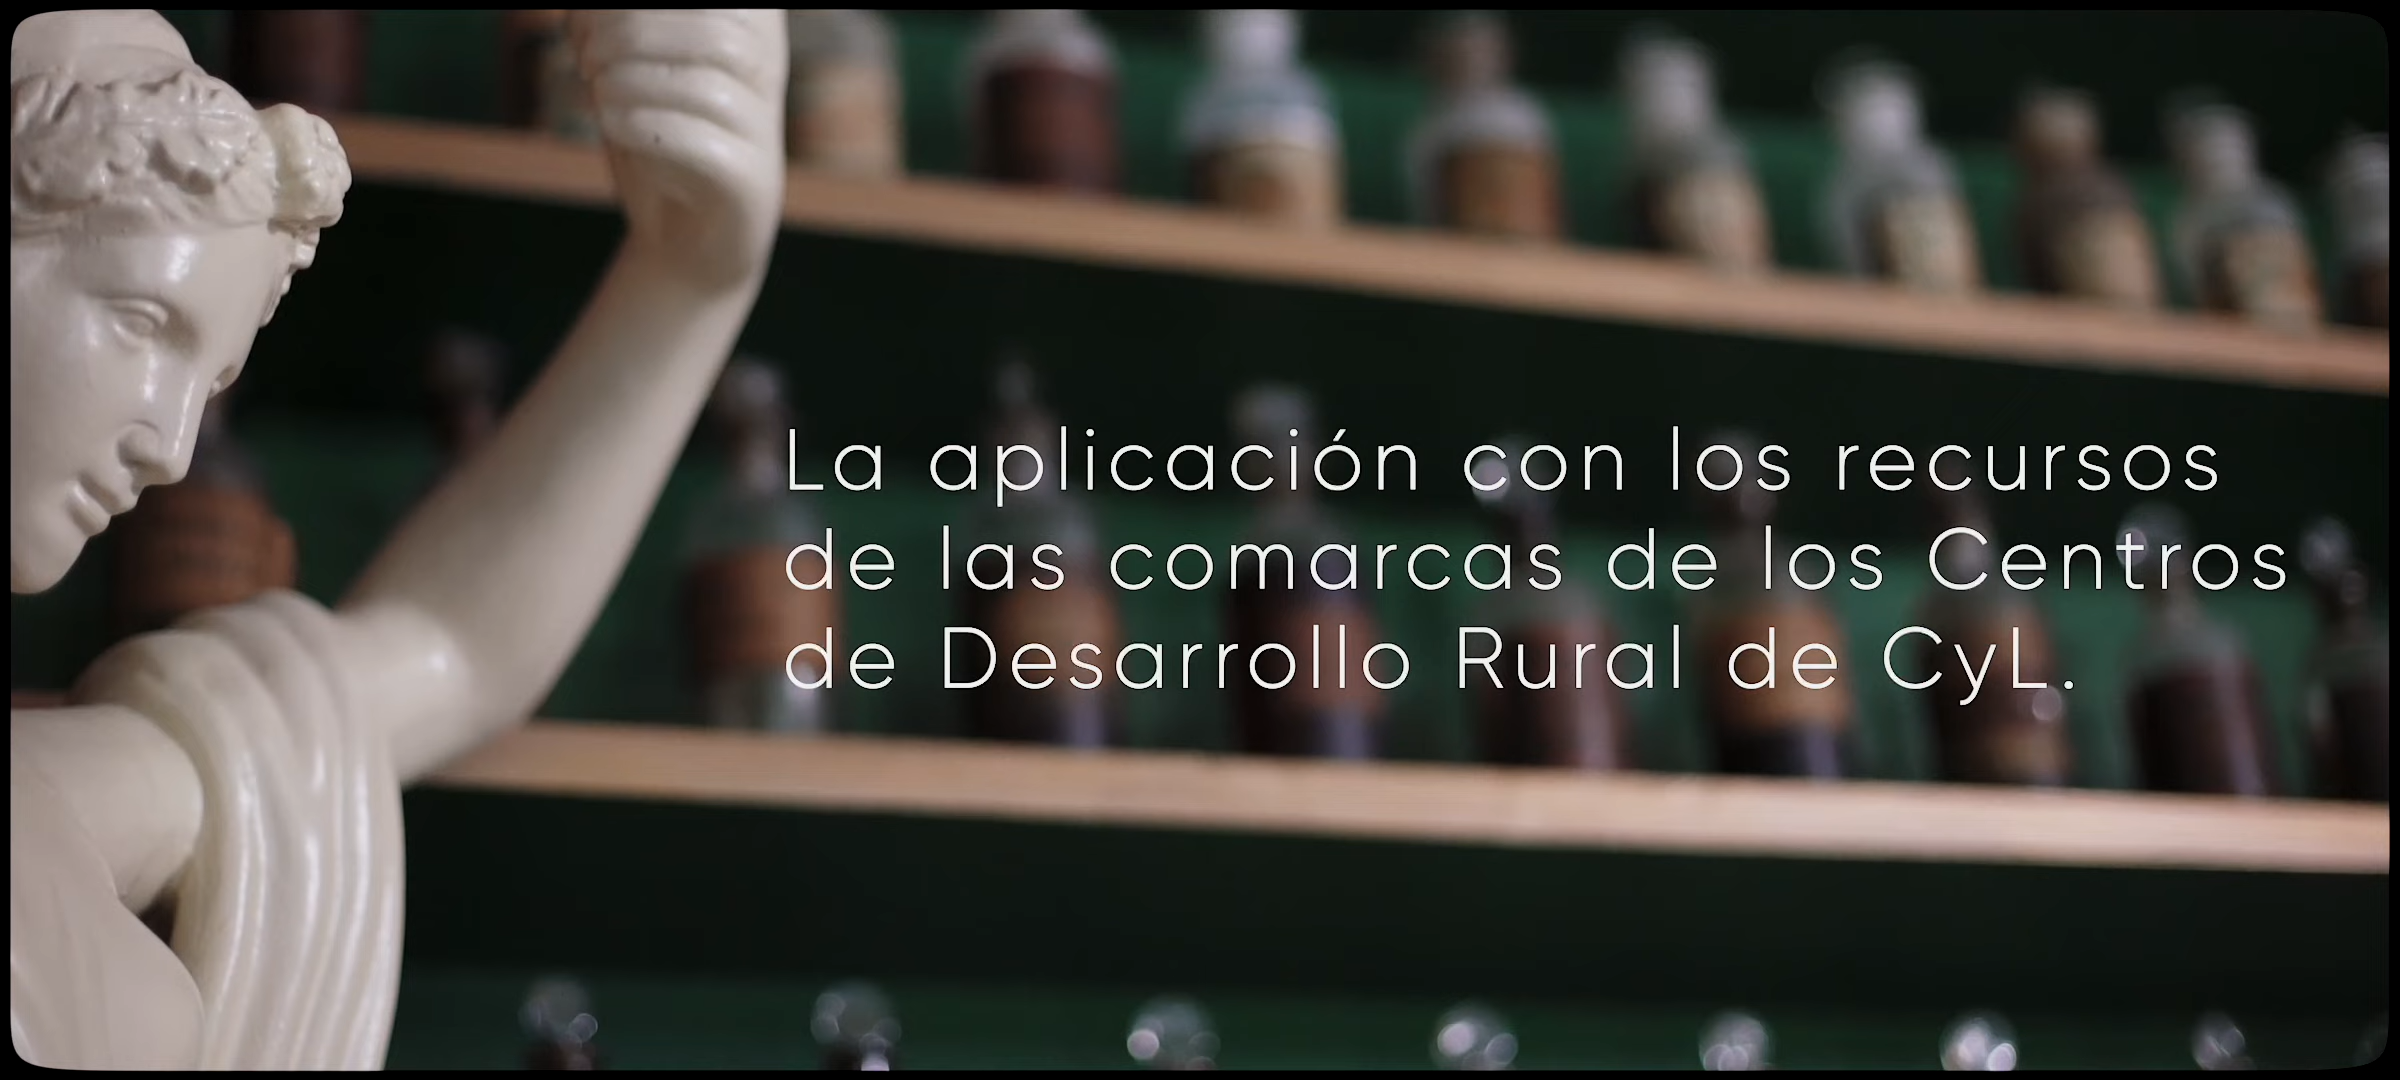 La aplicación con los recursos
de las comarcas de los Centros
de Desarrollo Rural de CyL.